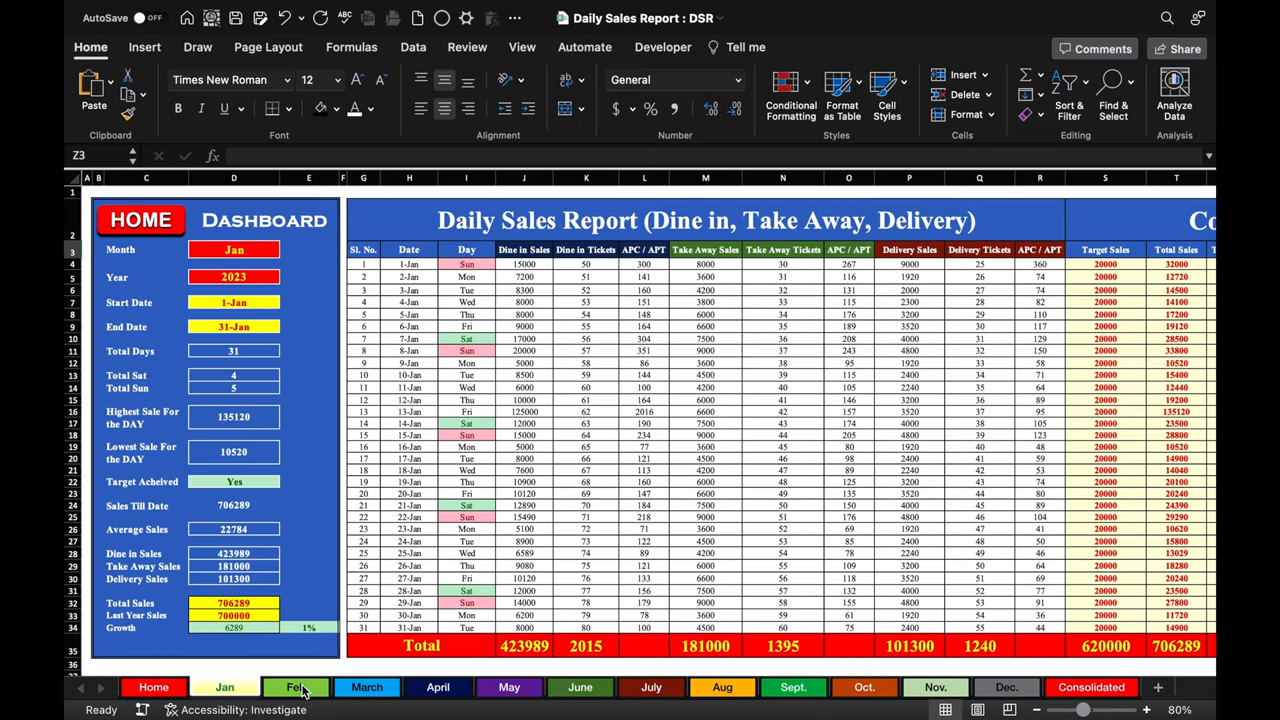 AutoSave OFF ABC ... Daily Sales Report : DSR
Home Insert Draw Page Layout Formulas Data Review View Automate Developer Tell me Comments Share
Times New Roman 12 General Insert
Paste Delete
B I U A $ % Conditional Formatting Format as Table Cell Styles Format Sort & Filter Find & Select Analyze Data
Clipboard Font Alignment Number Styles Cells Editing Analysis
Z3 fx
A B C D E F G H I J K L M N O P Q R S T
HOME Dashboard Daily Sales Report (Dine in, Take Away, Delivery) Co
Month Jan Sl. No. Date Day Dine in Sales Dine in Tickets APC / APT Take Away Sales Take Away Tickets APC / APT Delivery Sales Delivery Tickets APC / APT Target Sales Total Sales
1 1-Jan Sun 15000 50 300 8000 30 267 9000 25 360 20000 32000
Year 2023 2 2-Jan Mon 7200 51 141 3600 31 116 1920 26 74 20000 12720
3 3-Jan Tue 8300 52 160 4200 32 131 2000 27 74 20000 14500
Start Date 1-Jan 4 4-Jan Wed 8000 53 151 3800 33 115 2300 28 82 20000 14100
5 5-Jan Thu 8000 54 148 6000 34 176 3200 29 110 20000 17200
End Date 31-Jan 6 6-Jan Fri 9000 55 164 6600 35 189 3520 30 117 20000 19120
7 7-Jan Sat 17000 56 304 7500 36 208 4000 31 129 20000 28500
Total Days 31 8 8-Jan Sun 20000 57 351 9000 37 243 4800 32 150 20000 33800
9 9-Jan Mon 5000 58 86 3600 38 95 1920 33 58 20000 10520
Total Sat 4 10 10-Jan Tue 8500 59 144 4500 39 115 2400 34 71 20000 15400
Total Sun 5 11 11-Jan Wed 6000 60 100 4200 40 105 2240 35 64 20000 12440
12 12-Jan Thu 10000 61 164 6000 41 146 3200 36 89 20000 19200
Highest Sale For the DAY 135120 13 13-Jan Fri 125000 62 2016 6600 42 157 3520 37 95 20000 135120
14 14-Jan Sat 12000 63 190 7500 43 174 4000 38 105 20000 23500
15 15-Jan Sun 15000 64 234 9000 44 205 4800 39 123 20000 28800
Lowest Sale For the DAY 10520 16 16-Jan Mon 5000 65 77 3600 45 80 1920 40 48 20000 10520
17 17-Jan Tue 8000 66 121 4500 46 98 2400 41 59 20000 14900
18 18-Jan Wed 7600 67 113 4200 47 89 2240 42 53 20000 14040
Target Acheived Yes 19 19-Jan Thu 10900 68 160 6000 48 125 3200 43 74 20000 20100
20 20-Jan Fri 10120 69 147 6600 49 135 3520 44 80 20000 20240
Sales Till Date 706289 21 21-Jan Sat 12890 70 184 7500 50 150 4000 45 89 20000 24390
22 22-Jan Sun 15490 71 218 9000 51 176 4800 46 104 20000 29290
Average Sales 22784 23 23-Jan Mon 5100 72 71 3600 52 69 1920 47 41 20000 10620
24 24-Jan Tue 8900 73 122 4500 53 85 2400 48 50 20000 15800
Dine in Sales 423989 25 25-Jan Wed 6589 74 89 4200 54 78 2240 49 46 20000 13029
Take Away Sales 181000 26 26-Jan Thu 9080 75 121 6000 55 109 3200 50 64 20000 18280
Delivery Sales 101300 27 27-Jan Fri 10120 76 133 6600 56 118 3520 51 69 20000 20240
28 28-Jan Sat 12000 77 156 7500 57 132 4000 52 77 20000 23500
Total Sales 706289 29 29-Jan Sun 14000 78 179 9000 58 155 4800 53 91 20000 27800
Last Year Sales 700000 30 30-Jan Mon 6200 79 78 3600 59 61 1920 54 36 20000 11720
Growth 6289 1% 31 31-Jan Tue 8000 80 100 4500 60 75 2400 55 44 20000 14900
Total 423989 2015 181000 1395 101300 1240 620000 706289
Home Jan Feb March April May June July Aug Sept. Oct. Nov. Dec. Consolidated
Ready Accessibility: Investigate 80%